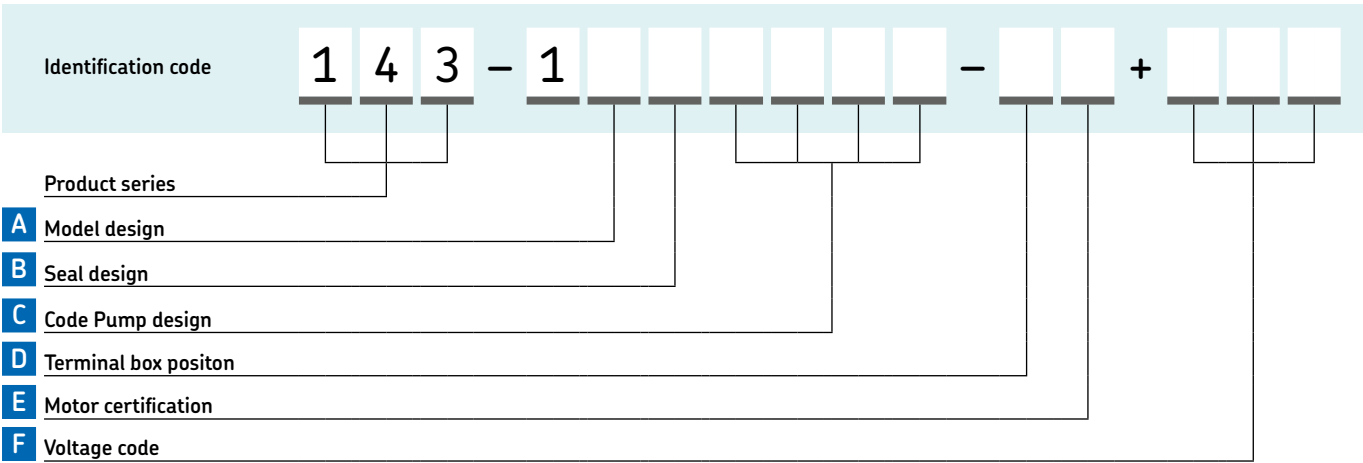 Identification code 1 4 3 – 1 – +
Product series
A Model design
B Seal design
C Code Pump design
D Terminal box positon
E Motor certification
F Voltage code